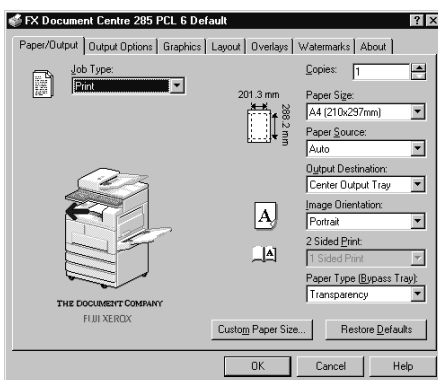 FX Document Centre 285 PCL 6 Default
Paper/Output Output Options Graphics Layout Overlays Watermarks About
Job Type:
Print
Copies:
1
201.3 mm
288.2 mm
Paper Size:
A4 (210x297mm)
Paper Source:
Auto
Output Destination:
Center Output Tray
Image Orientation:
Portrait
A
2 Sided Print:
1 Sided Print
A
Paper Type (Bypass Tray):
Transparency
THE DOCUMENT COMPANY
FUJI XEROX
Custom Paper Size... Restore Defaults
OK Cancel Help